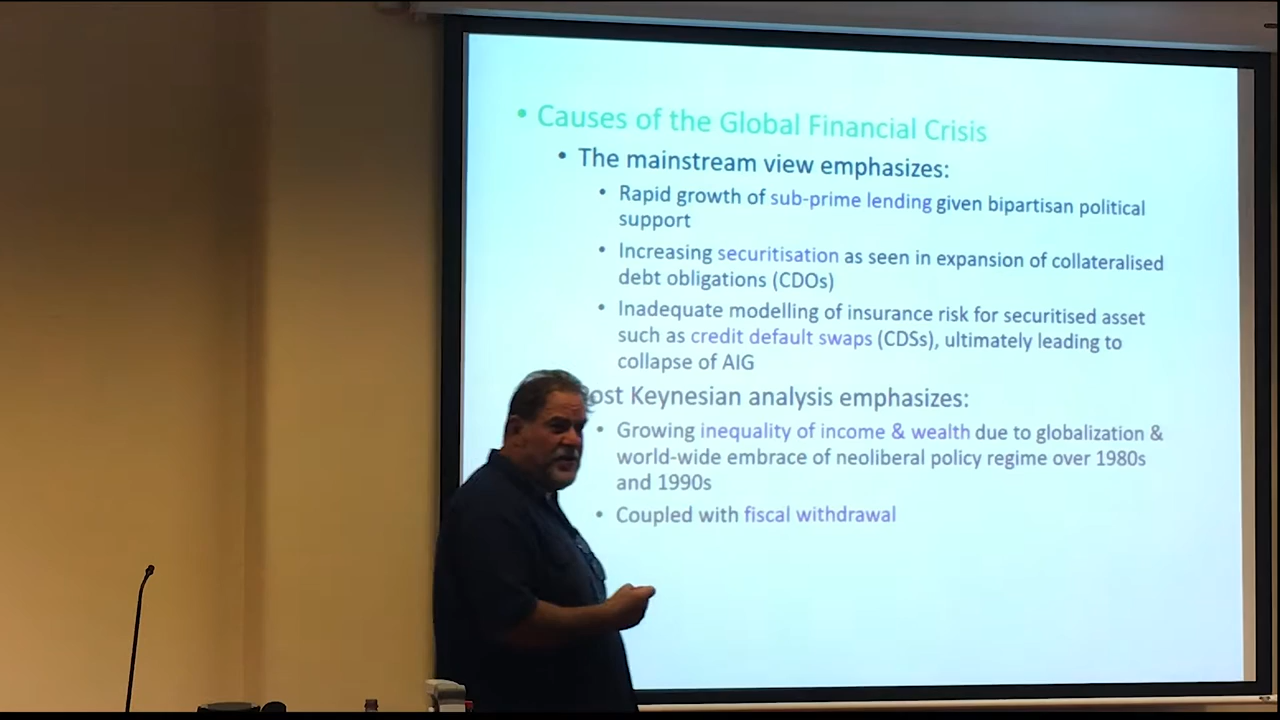 • Causes of the Global Financial Crisis
• The mainstream view emphasizes:
• Rapid growth of sub-prime lending given bipartisan political
support
• Increasing securitisation as seen in expansion of collateralised
debt obligations (CDOs)
• Inadequate modelling of insurance risk for securitised asset
such as credit default swaps (CDSs), ultimately leading to
collapse of AIG
ost Keynesian analysis emphasizes:
• Growing inequality of income & wealth due to globalization &
world-wide embrace of neoliberal policy regime over 1980s
and 1990s
• Coupled with fiscal withdrawal